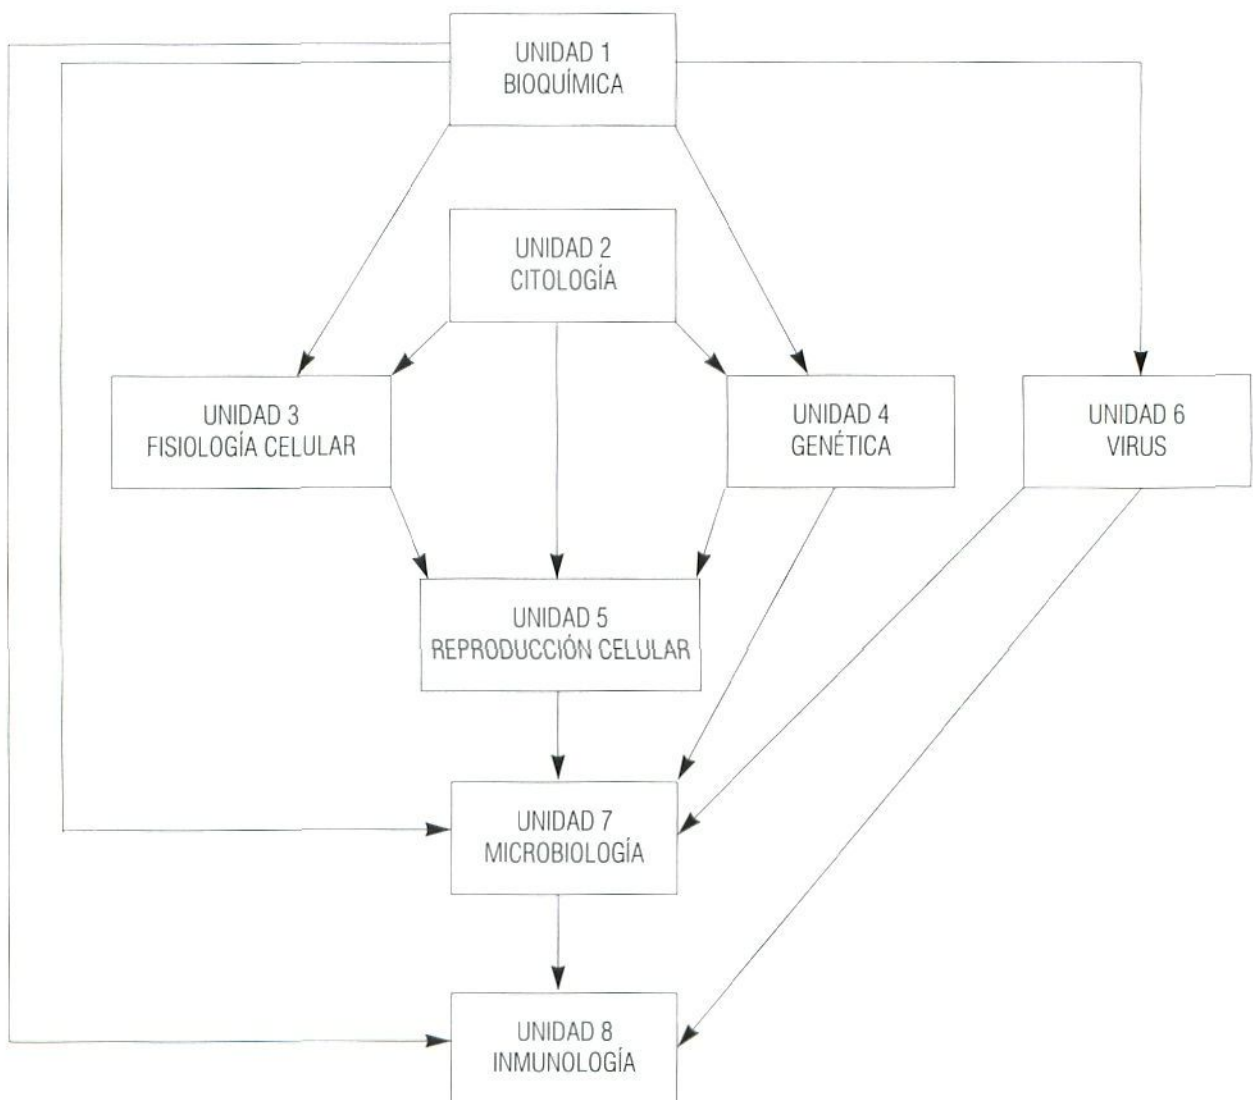 UNIDAD 1
BIOQUÍMICA
UNIDAD 2
CITOLOGÍA
UNIDAD 3
FISIOLOGÍA CELULAR
UNIDAD 4
GENÉTICA
UNIDAD 6
VIRUS
UNIDAD 5
REPRODUCCIÓN CELULAR
UNIDAD 7
MICROBIOLOGÍA
UNIDAD 8
INMUNOLOGÍA